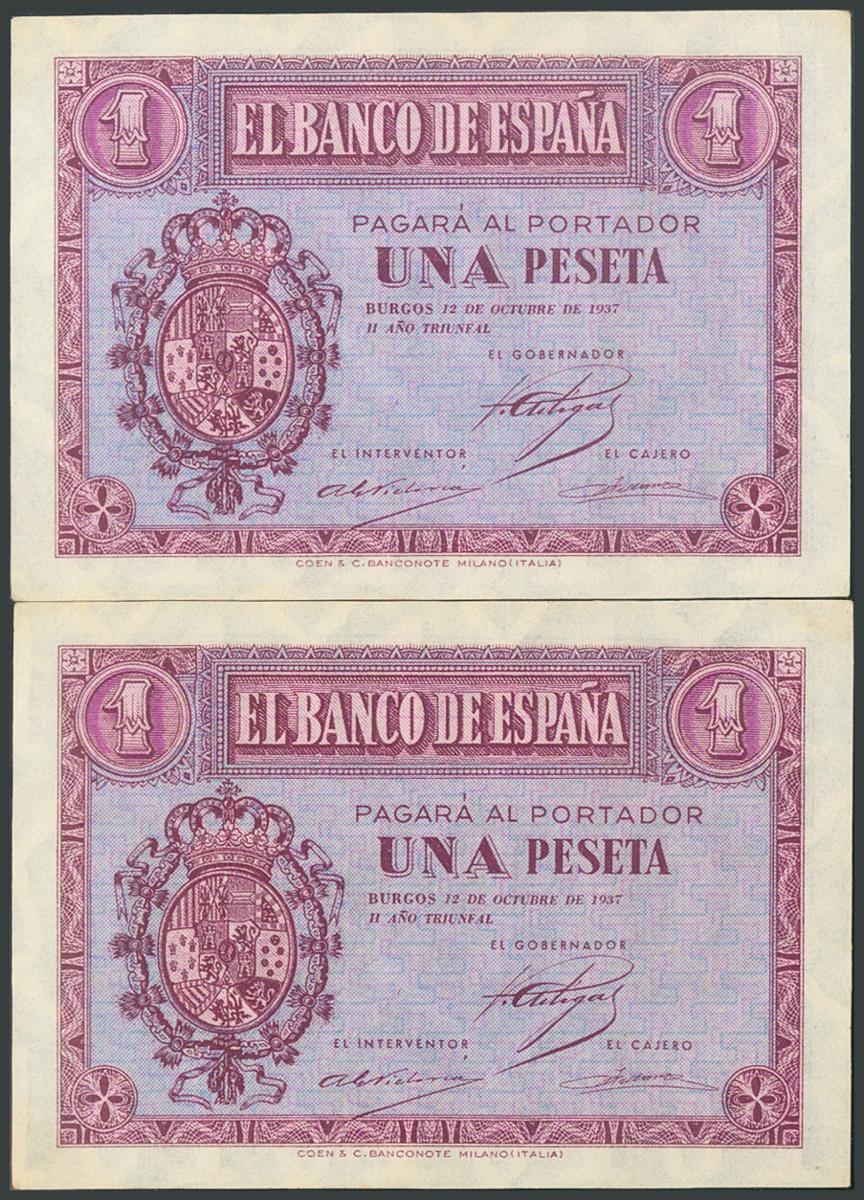 1 EL BANCO DE ESPAÑA 1
PAGARÁ AL PORTADOR
UNA PESETA
BURGOS 12 DE OCTUBRE DE 1937
II AÑO TRIUNFAL
EL GOBERNADOR
EL INTERVENTOR EL CAJERO
COEN & C. BANCONOTE MILANO (ITALIA)
1 EL BANCO DE ESPAÑA 1
PAGARÁ AL PORTADOR
UNA PESETA
BURGOS 12 DE OCTUBRE DE 1937
II AÑO TRIUNFAL
EL GOBERNADOR
EL INTERVENTOR EL CAJERO
COEN & C. BANCONOTE MILANO (ITALIA)